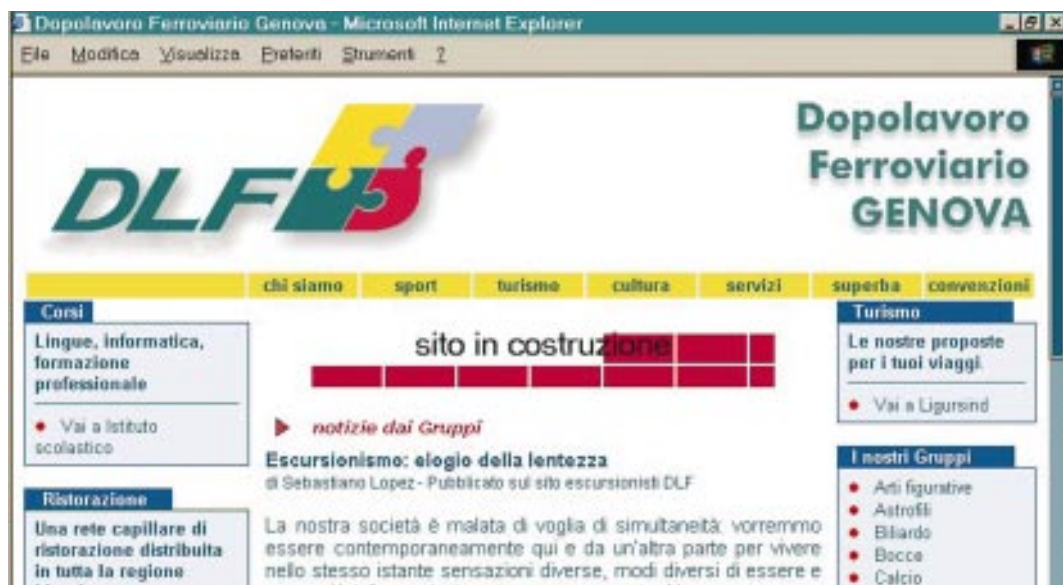 Dopolavoro Ferroviario Genova - Microsoft Internet Explorer
File Modifica Visualizza Preferiti Strumenti ?
DLF
Dopolavoro
Ferroviario
GENOVA
chi siamo sport turismo cultura servizi superba convenzioni
Corsi
Lingue, informatica,
formazione
professionale
Vai a Istituto
scolastico
Ristorazione
Una rete capillare di
ristorazione distribuita
in tutta la regione
sito in costruzione
notizie dai Gruppi
Escursionismo: elogio della lentezza
di Sebastiano Lopez - Pubblicato sul sito escursionisti DLF
La nostra società è malata di voglia di simultaneità: vorremmo
essere contemporaneamente qui e da un'altra parte per vivere
nello stesso istante sensazioni diverse, modi diversi di essere e
Turismo
Le nostre proposte
per i tuoi viaggi.
Vai a Ligursind
I nostri Gruppi
Arti figurative
Astrofili
Biliardo
Bocce
Calcio